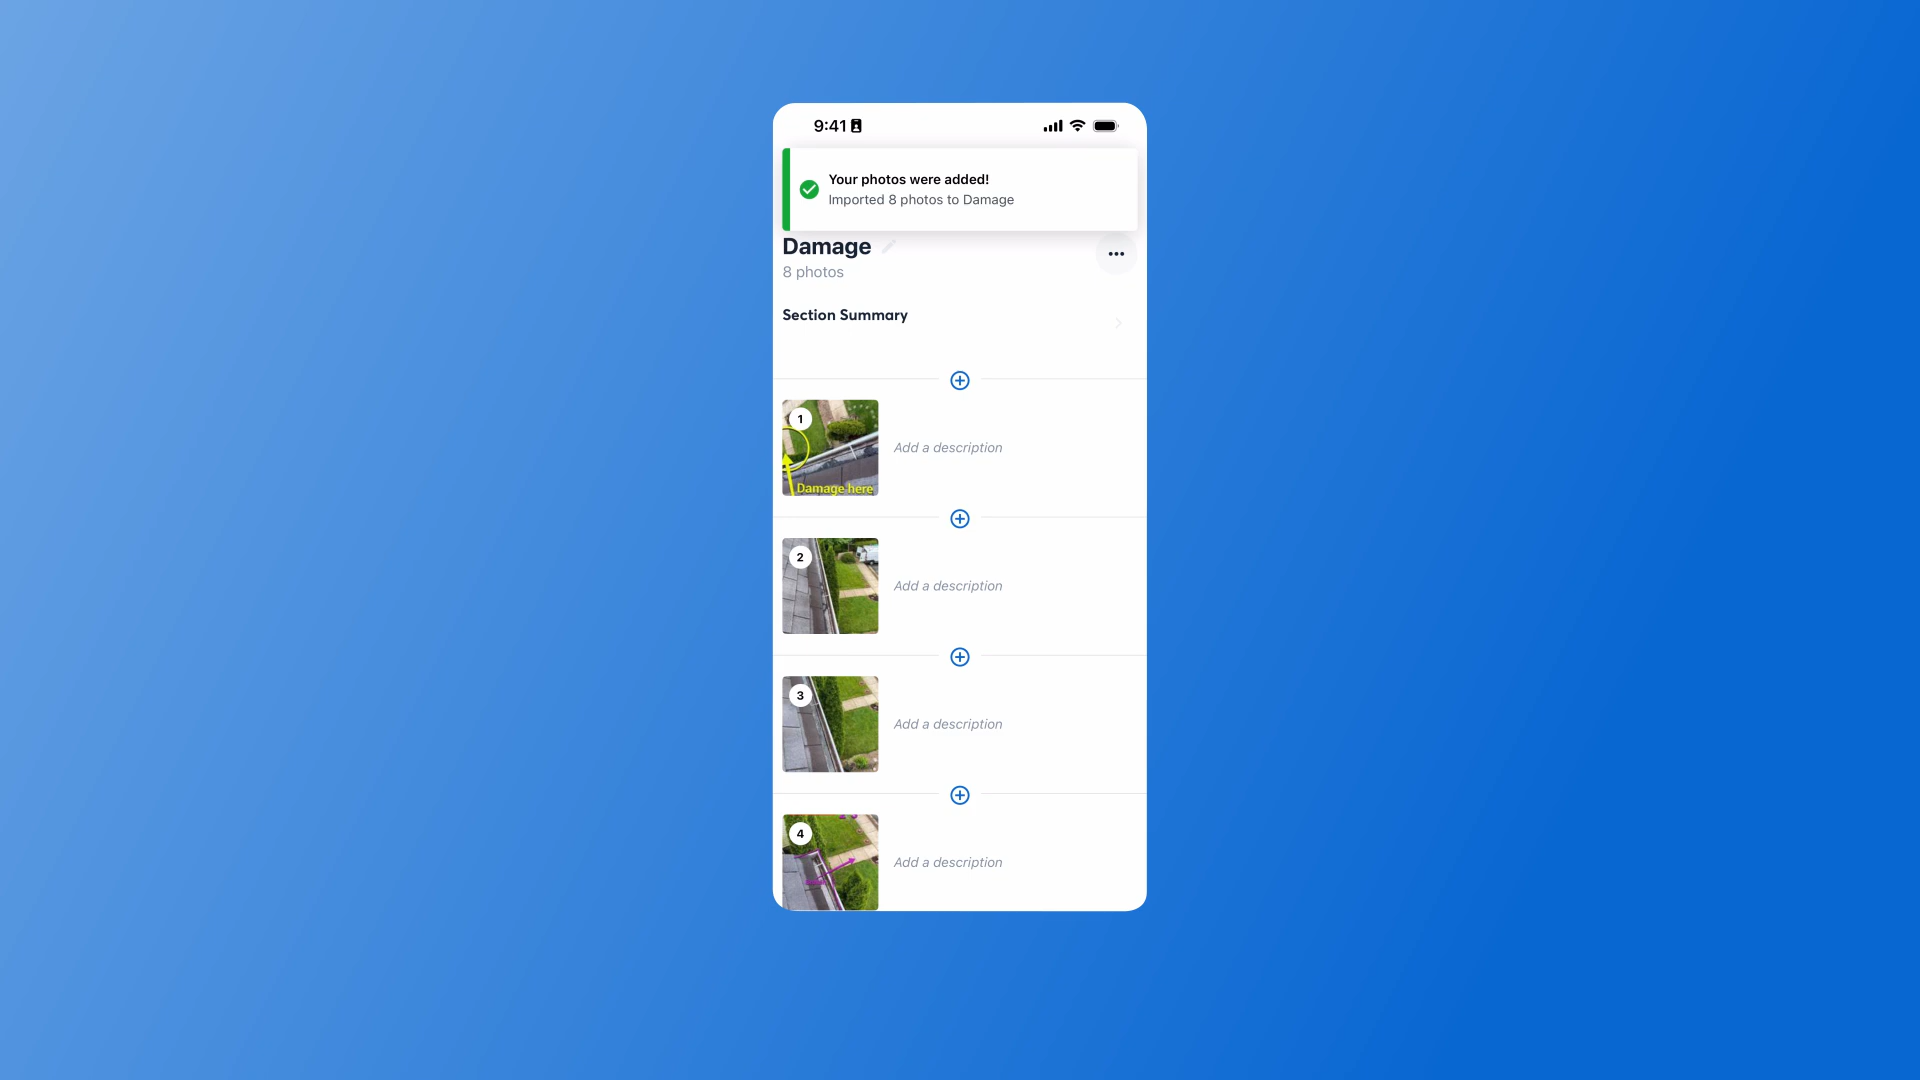 9:41
Your photos were added!
Imported 8 photos to Damage
Damage
8 photos
Section Summary
1
Damage here
Add a description
2
Add a description
3
Add a description
4
Add a description